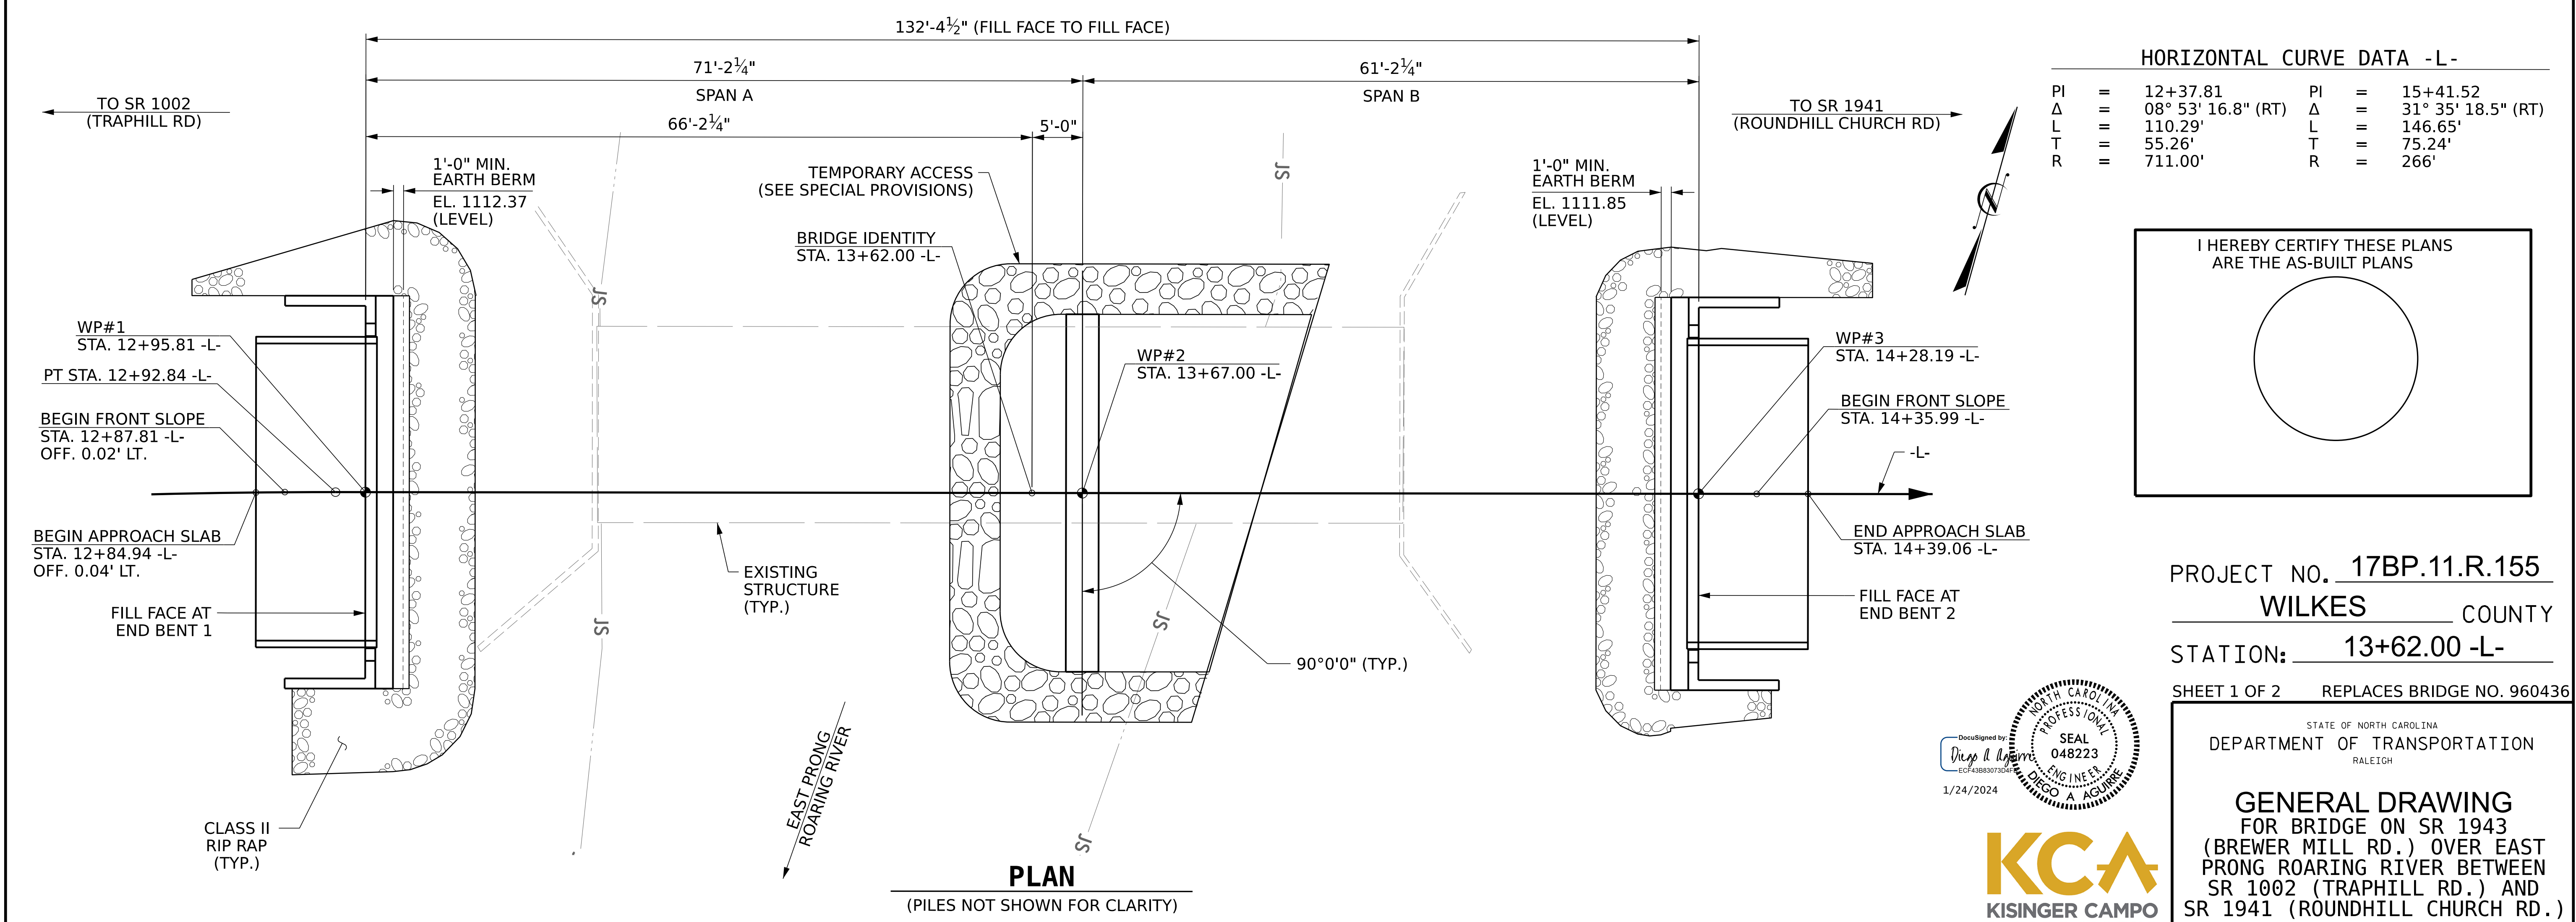 132'-4½" (FILL FACE TO FILL FACE)
71'-2¼"
SPAN A
61'-2¼"
SPAN B
66'-2¼"
5'-0"
TO SR 1002
(TRAPHILL RD)
TO SR 1941
(ROUNDHILL CHURCH RD)
1'-0" MIN.
EARTH BERM
EL. 1112.37
(LEVEL)
TEMPORARY ACCESS
(SEE SPECIAL PROVISIONS)
BRIDGE IDENTITY
STA. 13+62.00 -L-
1'-0" MIN.
EARTH BERM
EL. 1111.85
(LEVEL)
JS
JS
JS
JS
JS
WP#1
STA. 12+95.81 -L-
PT STA. 12+92.84 -L-
BEGIN FRONT SLOPE
STA. 12+87.81 -L-
OFF. 0.02' LT.
BEGIN APPROACH SLAB
STA. 12+84.94 -L-
OFF. 0.04' LT.
FILL FACE AT
END BENT 1
CLASS II
RIP RAP
(TYP.)
EXISTING
STRUCTURE
(TYP.)
WP#2
STA. 13+67.00 -L-
90°0'0" (TYP.)
EAST PRONG
ROARING RIVER
WP#3
STA. 14+28.19 -L-
BEGIN FRONT SLOPE
STA. 14+35.99 -L-
-L-
END APPROACH SLAB
STA. 14+39.06 -L-
FILL FACE AT
END BENT 2
PLAN
(PILES NOT SHOWN FOR CLARITY)
N
HORIZONTAL CURVE DATA -L-
PI = 12+37.81 PI = 15+41.52
Δ = 08° 53' 16.8" (RT) Δ = 31° 35' 18.5" (RT)
L = 110.29' L = 146.65'
T = 55.26' T = 75.24'
R = 711.00' R = 266'
I HEREBY CERTIFY THESE PLANS
ARE THE AS-BUILT PLANS
PROJECT NO. 17BP.11.R.155
WILKES COUNTY
STATION: 13+62.00 -L-
SHEET 1 OF 2 REPLACES BRIDGE NO. 960436
STATE OF NORTH CAROLINA
DEPARTMENT OF TRANSPORTATION
RALEIGH
GENERAL DRAWING
FOR BRIDGE ON SR 1943
(BREWER MILL RD.) OVER EAST
PRONG ROARING RIVER BETWEEN
SR 1002 (TRAPHILL RD.) AND
SR 1941 (ROUNDHILL CHURCH RD.)
DocuSigned by:
Diego A Aguirre
1/24/2024
NORTH CAROLINA
PROFESSIONAL
SEAL
048223
ENGINEER
DIEGO A AGUIRRE
KCA
KISINGER CAMPO